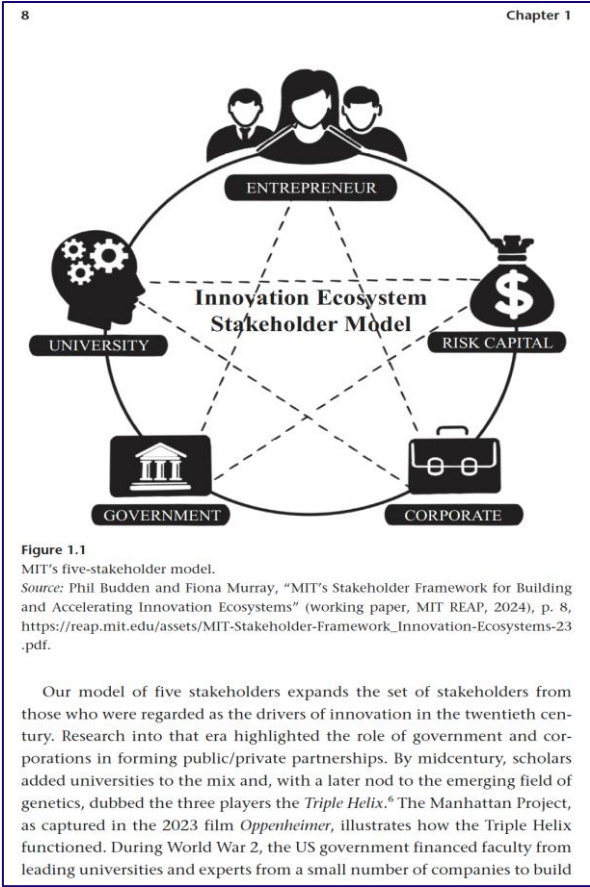 8 Chapter 1
ENTREPRENEUR
Innovation Ecosystem
Stakeholder Model
UNIVERSITY
RISK CAPITAL
$
GOVERNMENT
CORPORATE
Figure 1.1
MIT's five-stakeholder model.
Source: Phil Budden and Fiona Murray, "MIT's Stakeholder Framework for Building
and Accelerating Innovation Ecosystems" (working paper, MIT REAP, 2024), p. 8,
https://reap.mit.edu/assets/MIT-Stakeholder-Framework_Innovation-Ecosystems-23
.pdf.
Our model of five stakeholders expands the set of stakeholders from
those who were regarded as the drivers of innovation in the twentieth cen-
tury. Research into that era highlighted the role of government and cor-
porations in forming public/private partnerships. By midcentury, scholars
added universities to the mix and, with a later nod to the emerging field of
genetics, dubbed the three players the Triple Helix.6 The Manhattan Project,
as captured in the 2023 film Oppenheimer, illustrates how the Triple Helix
functioned. During World War 2, the US government financed faculty from
leading universities and experts from a small number of companies to build